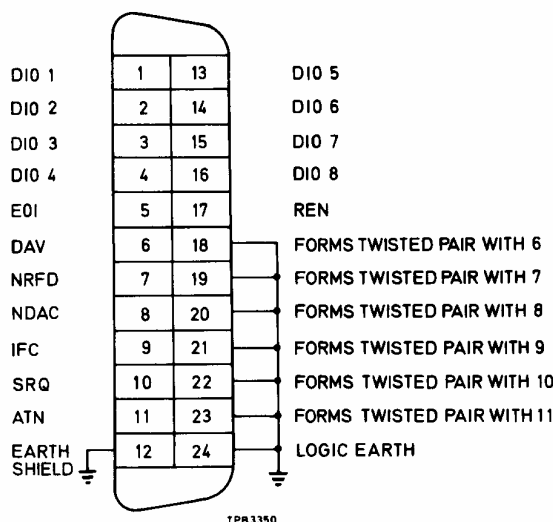 DIO 1 1 13 DIO 5
DIO 2 2 14 DIO 6
DIO 3 3 15 DIO 7
DIO 4 4 16 DIO 8
EOI 5 17 REN
DAV 6 18 FORMS TWISTED PAIR WITH 6
NRFD 7 19 FORMS TWISTED PAIR WITH 7
NDAC 8 20 FORMS TWISTED PAIR WITH 8
IFC 9 21 FORMS TWISTED PAIR WITH 9
SRQ 10 22 FORMS TWISTED PAIR WITH 10
ATN 11 23 FORMS TWISTED PAIR WITH 11
EARTH 12 24 LOGIC EARTH
SHIELD
TPB3350